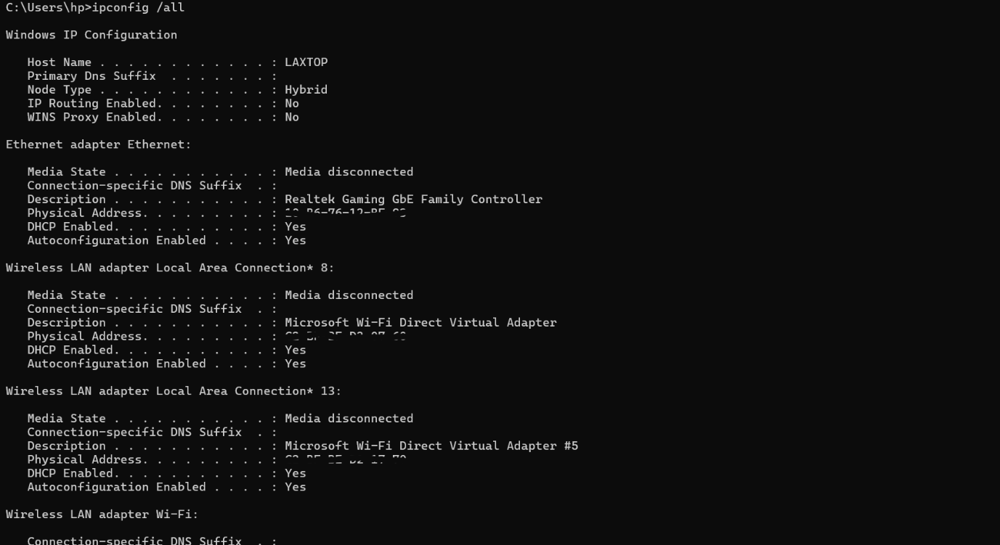 C:\Users\hp>ipconfig /all
Windows IP Configuration
Host Name . . . . . . . . . . . . : LAXTOP
Primary Dns Suffix  . . . . . . . :
Node Type . . . . . . . . . . . . : Hybrid
IP Routing Enabled. . . . . . . . : No
WINS Proxy Enabled. . . . . . . . : No
Ethernet adapter Ethernet:
Media State . . . . . . . . . . . : Media disconnected
Connection-specific DNS Suffix  . :
Description . . . . . . . . . . . : Realtek Gaming GbE Family Controller
Physical Address. . . . . . . . . :
DHCP Enabled. . . . . . . . . . . : Yes
Autoconfiguration Enabled . . . . : Yes
Wireless LAN adapter Local Area Connection* 8:
Media State . . . . . . . . . . . : Media disconnected
Connection-specific DNS Suffix  . :
Description . . . . . . . . . . . : Microsoft Wi-Fi Direct Virtual Adapter
Physical Address. . . . . . . . . :
DHCP Enabled. . . . . . . . . . . : Yes
Autoconfiguration Enabled . . . . : Yes
Wireless LAN adapter Local Area Connection* 13:
Media State . . . . . . . . . . . : Media disconnected
Connection-specific DNS Suffix  . :
Description . . . . . . . . . . . : Microsoft Wi-Fi Direct Virtual Adapter #5
Physical Address. . . . . . . . . :
DHCP Enabled. . . . . . . . . . . : Yes
Autoconfiguration Enabled . . . . : Yes
Wireless LAN adapter Wi-Fi:
Connection-specific DNS Suffix  . :